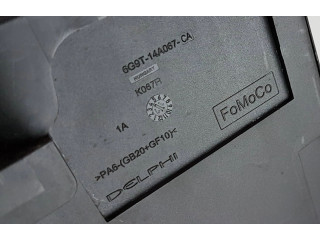 6G9T-14A067-CA
K067R
1A
FoMoCo
>PA6-(GB20+GF10)<
DELPHI